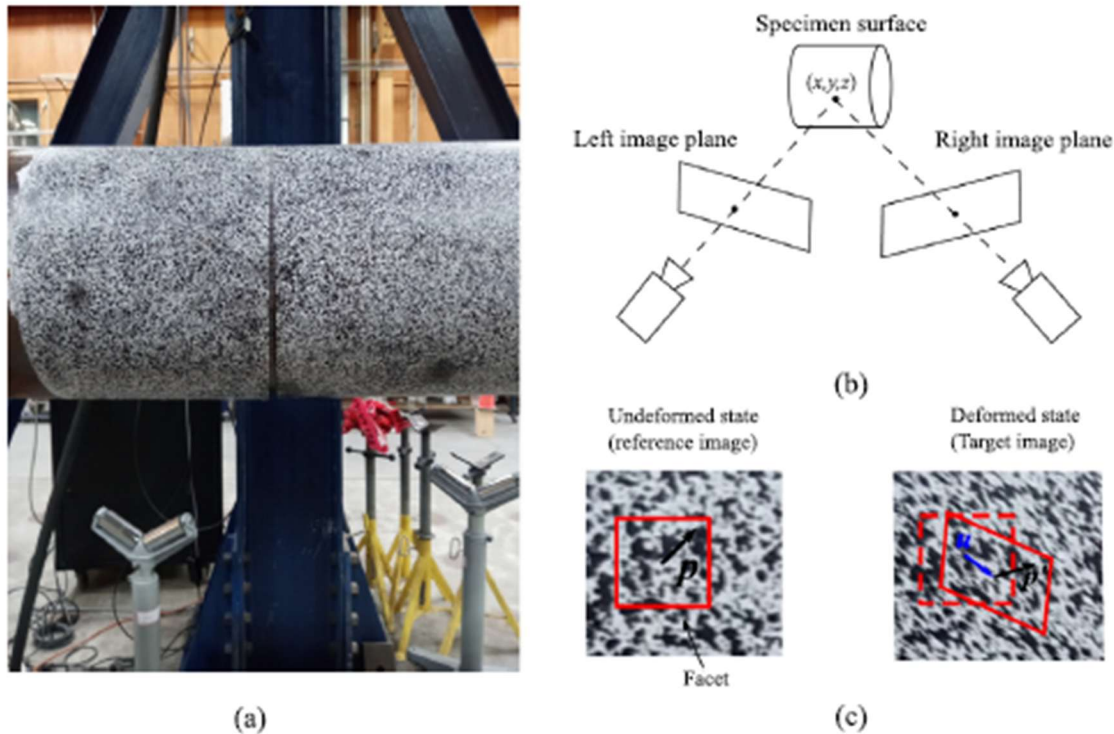 Specimen surface
(x,y,z)
Left image plane
Right image plane
(b)
Undeformed state
(reference image)
Deformed state
(Target image)
p
u
p'
Facet
(a)
(c)